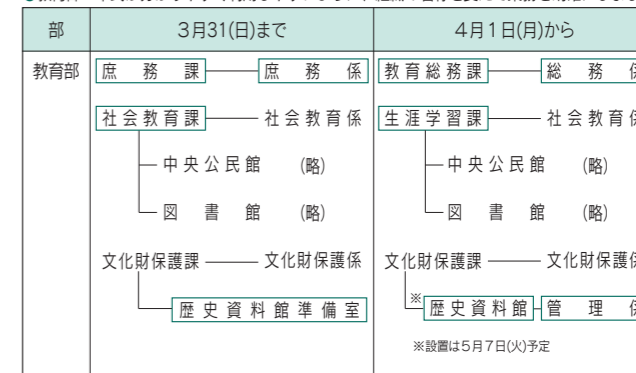 部 3月31(日)まで 4月1日(月)から
教育部 庶務課 庶務係 教育総務課 総務係
社会教育課 社会教育係 生涯学習課 社会教育係
中央公民館 (略) 中央公民館 (略)
図書館 (略) 図書館 (略)
文化財保護課 文化財保護係 文化財保護課 文化財保護係
歴史資料館準備室 ※歴史資料館 管理係
※設置は5月7日(火)予定